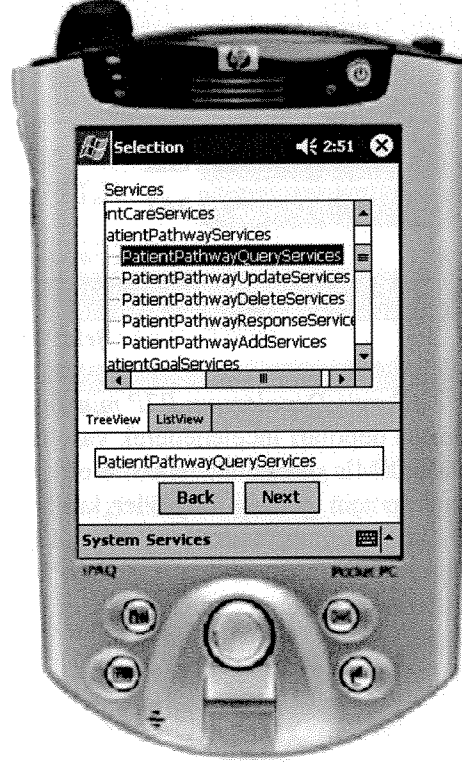 hp
Selection 2:51
Services
ntCareServices
atientPathwayServices
PatientPathwayQueryServices
PatientPathwayUpdateServices
PatientPathwayDeleteServices
PatientPathwayResponseService
PatientPathwayAddServices
atientGoalServices
TreeView ListView
PatientPathwayQueryServices
Back Next
System Services
iPAQ Pocket PC